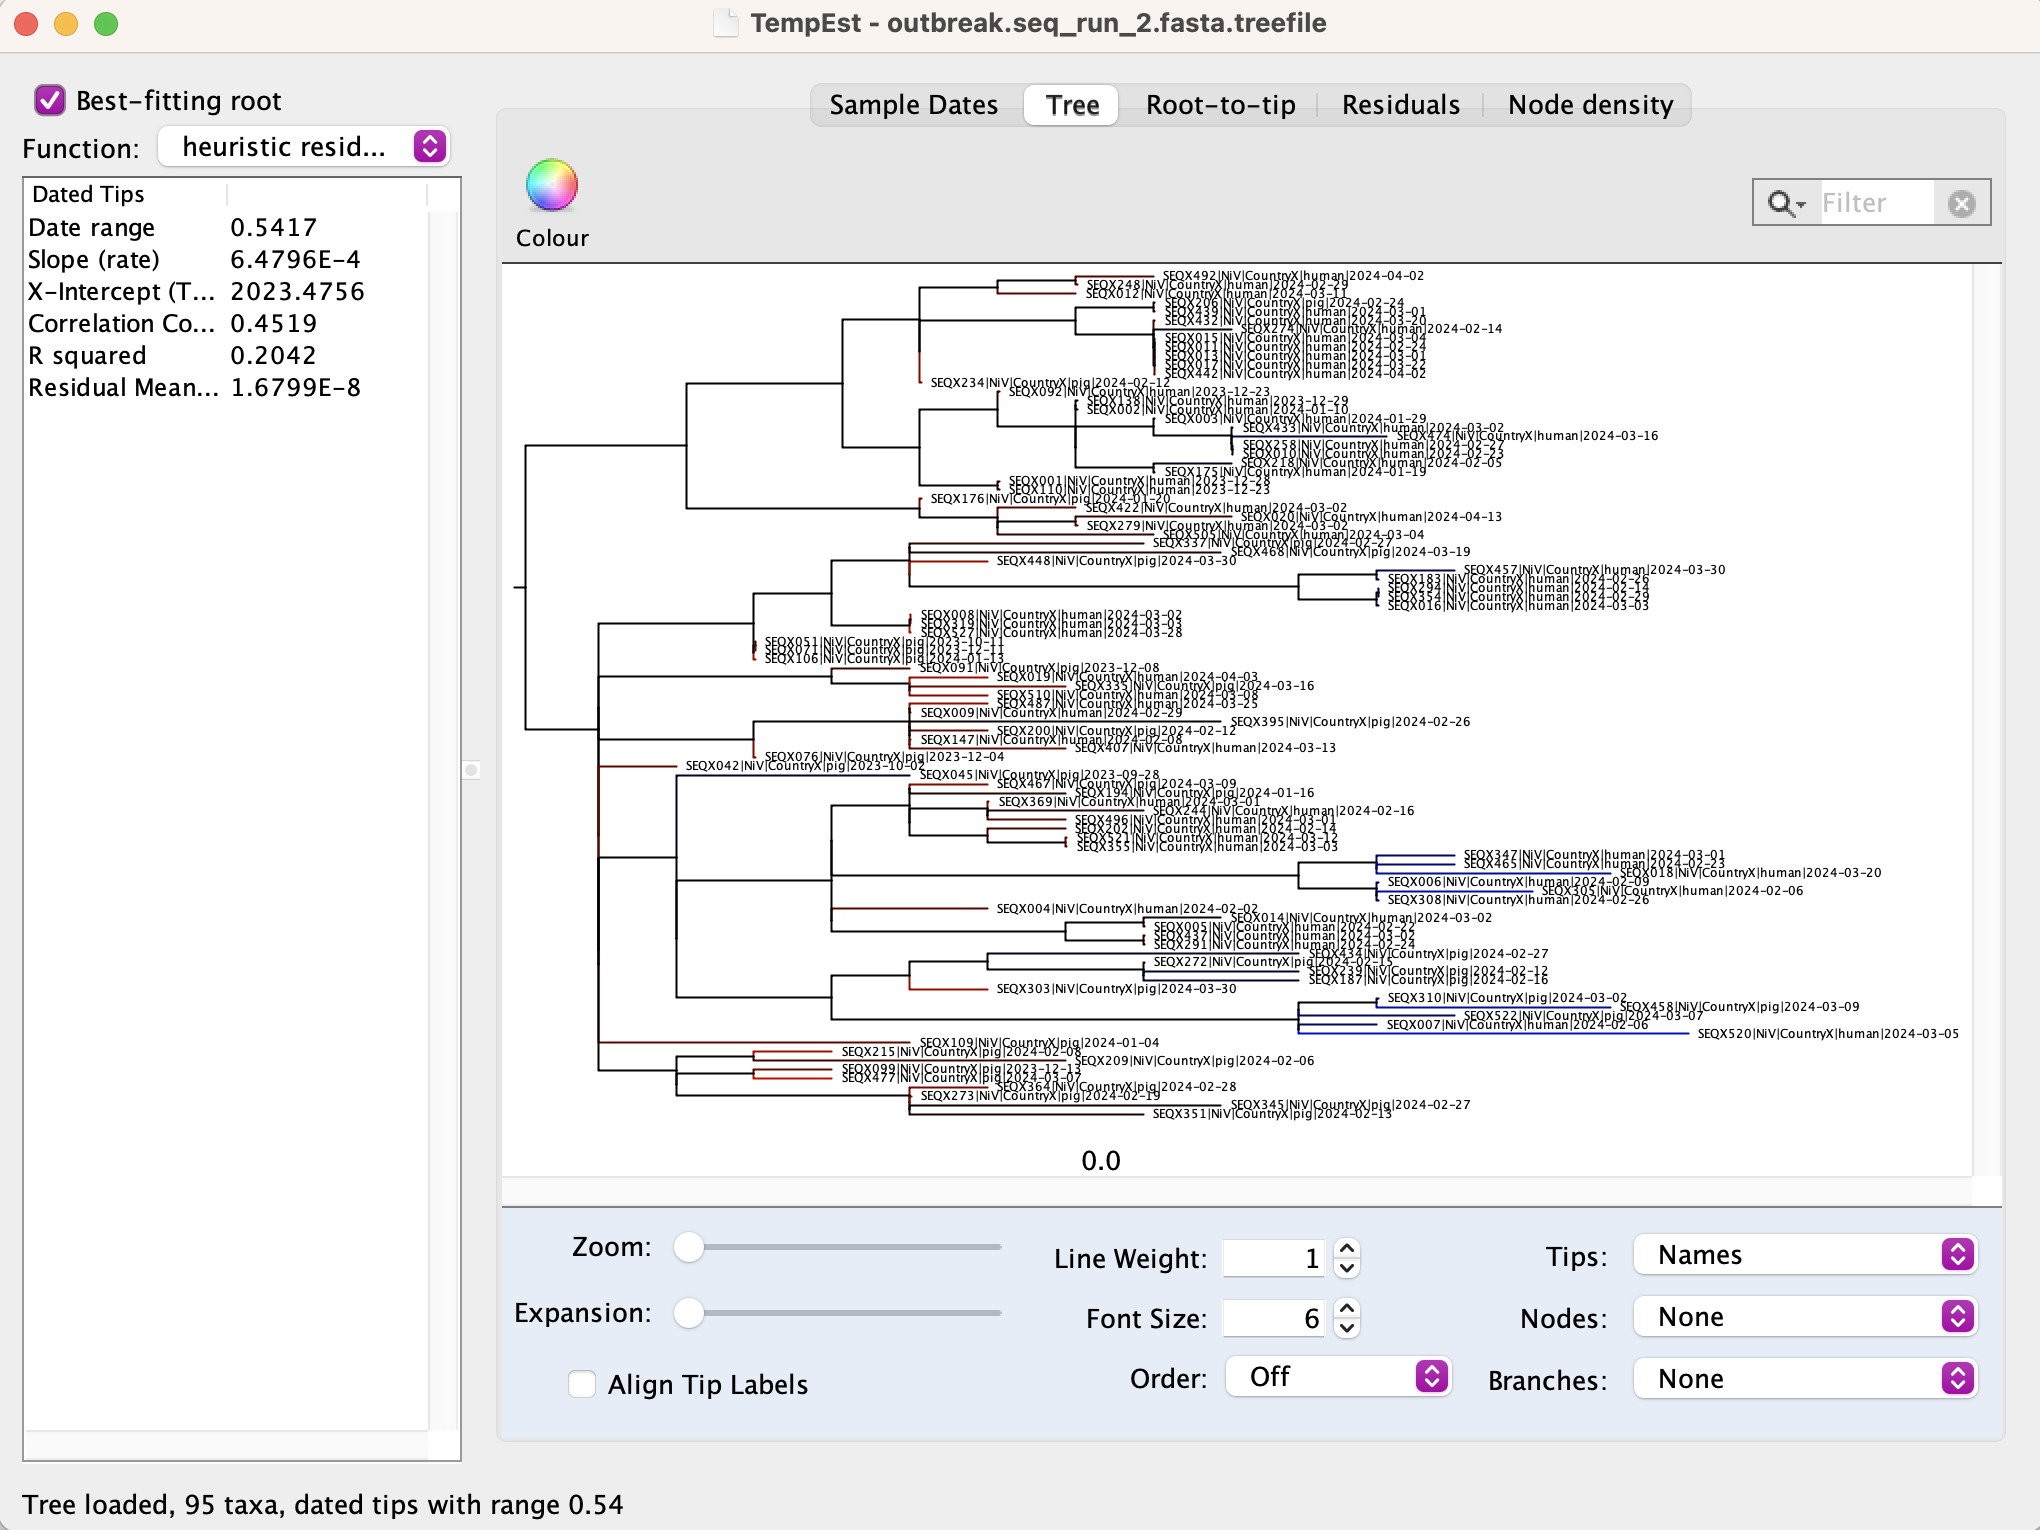 TempEst - outbreak.seq_run_2.fasta.treefile
Best-fitting root
Function: heuristic resid...
Dated Tips
Date range 0.5417
Slope (rate) 6.4796E-4
X-Intercept (T... 2023.4756
Correlation Co... 0.4519
R squared 0.2042
Residual Mean... 1.6799E-8
Sample Dates Tree Root-to-tip Residuals Node density
Colour
Filter
SEQX492|NiV|CountryX|human|2024-04-02
SEQX248|NiV|CountryX|human|2024-02-29
SEQX012|NiV|CountryX|human|2024-03-11
SEQX206|NiV|CountryX|pig|2024-02-24
SEQX439|NiV|CountryX|human|2024-03-01
SEQX432|NiV|CountryX|human|2024-03-20
SEQX274|NiV|CountryX|human|2024-02-14
SEQX015|NiV|CountryX|human|2024-03-04
SEQX011|NiV|CountryX|human|2024-02-24
SEQX013|NiV|CountryX|human|2024-03-01
SEQX017|NiV|CountryX|human|2024-03-22
SEQX442|NiV|CountryX|human|2024-04-02
SEQX234|NiV|CountryX|pig|2024-02-12
SEQX092|NiV|CountryX|human|2023-12-23
SEQX138|NiV|CountryX|human|2023-12-29
SEQX002|NiV|CountryX|human|2024-01-10
SEQX003|NiV|CountryX|human|2024-01-29
SEQX433|NiV|CountryX|human|2024-03-02
SEQX474|NiV|CountryX|human|2024-03-16
SEQX258|NiV|CountryX|human|2024-02-27
SEQX010|NiV|CountryX|human|2024-02-23
SEQX218|NiV|CountryX|human|2024-02-05
SEQX175|NiV|CountryX|human|2024-01-19
SEQX001|NiV|CountryX|human|2023-12-28
SEQX110|NiV|CountryX|human|2023-12-23
SEQX176|NiV|CountryX|pig|2024-01-20
SEQX422|NiV|CountryX|human|2024-03-02
SEQX020|NiV|CountryX|human|2024-04-13
SEQX279|NiV|CountryX|human|2024-03-02
SEQX505|NiV|CountryX|human|2024-03-04
SEQX337|NiV|CountryX|pig|2024-02-27
SEQX468|NiV|CountryX|pig|2024-03-19
SEQX448|NiV|CountryX|pig|2024-03-30
SEQX457|NiV|CountryX|human|2024-03-30
SEQX183|NiV|CountryX|human|2024-02-26
SEQX294|NiV|CountryX|human|2024-02-14
SEQX354|NiV|CountryX|human|2024-02-29
SEQX016|NiV|CountryX|human|2024-03-03
SEQX008|NiV|CountryX|human|2024-03-02
SEQX319|NiV|CountryX|human|2024-03-03
SEQX527|NiV|CountryX|human|2024-03-28
SEQX051|NiV|CountryX|pig|2023-10-11
SEQX071|NiV|CountryX|pig|2023-12-11
SEQX106|NiV|CountryX|pig|2024-01-13
SEQX091|NiV|CountryX|pig|2023-12-08
SEQX019|NiV|CountryX|human|2024-04-03
SEQX335|NiV|CountryX|pig|2024-03-16
SEQX510|NiV|CountryX|human|2024-03-08
SEQX487|NiV|CountryX|human|2024-03-25
SEQX009|NiV|CountryX|human|2024-02-29
SEQX395|NiV|CountryX|pig|2024-02-26
SEQX200|NiV|CountryX|pig|2024-02-12
SEQX147|NiV|CountryX|human|2024-02-08
SEQX407|NiV|CountryX|human|2024-03-13
SEQX076|NiV|CountryX|pig|2023-12-04
SEQX042|NiV|CountryX|pig|2023-10-02
SEQX045|NiV|CountryX|pig|2023-09-28
SEQX467|NiV|CountryX|pig|2024-03-09
SEQX194|NiV|CountryX|pig|2024-01-16
SEQX369|NiV|CountryX|human|2024-03-01
SEQX244|NiV|CountryX|human|2024-02-16
SEQX496|NiV|CountryX|human|2024-03-01
SEQX202|NiV|CountryX|human|2024-02-14
SEQX521|NiV|CountryX|human|2024-03-12
SEQX355|NiV|CountryX|human|2024-03-03
SEQX347|NiV|CountryX|human|2024-03-01
SEQX465|NiV|CountryX|human|2024-02-23
SEQX018|NiV|CountryX|human|2024-03-20
SEQX006|NiV|CountryX|human|2024-02-09
SEQX305|NiV|CountryX|human|2024-02-06
SEQX308|NiV|CountryX|human|2024-02-26
SEQX004|NiV|CountryX|human|2024-02-02
SEQX014|NiV|CountryX|human|2024-03-02
SEQX005|NiV|CountryX|human|2024-02-22
SEQX437|NiV|CountryX|human|2024-03-02
SEQX291|NiV|CountryX|human|2024-02-24
SEQX434|NiV|CountryX|pig|2024-02-27
SEQX272|NiV|CountryX|pig|2024-02-15
SEQX239|NiV|CountryX|pig|2024-02-12
SEQX187|NiV|CountryX|pig|2024-02-16
SEQX303|NiV|CountryX|pig|2024-03-30
SEQX310|NiV|CountryX|pig|2024-03-02
SEQX458|NiV|CountryX|pig|2024-03-09
SEQX522|NiV|CountryX|pig|2024-03-07
SEQX007|NiV|CountryX|human|2024-02-06
SEQX520|NiV|CountryX|human|2024-03-05
SEQX109|NiV|CountryX|pig|2024-01-04
SEQX215|NiV|CountryX|pig|2024-02-08
SEQX209|NiV|CountryX|pig|2024-02-06
SEQX099|NiV|CountryX|pig|2023-12-13
SEQX477|NiV|CountryX|pig|2024-03-07
SEQX364|NiV|CountryX|pig|2024-02-28
SEQX273|NiV|CountryX|pig|2024-02-19
SEQX345|NiV|CountryX|pig|2024-02-27
SEQX351|NiV|CountryX|pig|2024-02-13
0.0
Zoom: Line Weight: 1 Tips: Names
Expansion: Font Size: 6 Nodes: None
Align Tip Labels Order: Off Branches: None
Tree loaded, 95 taxa, dated tips with range 0.54